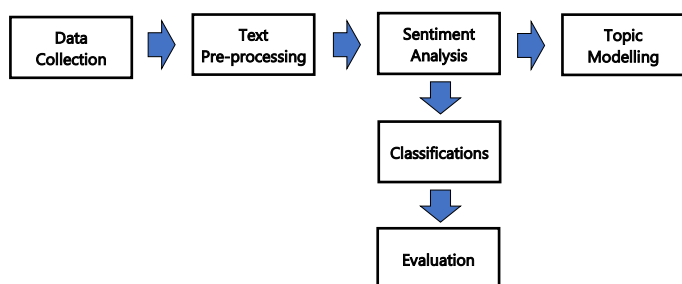 Data
Collection
Text
Pre-processing
Sentiment
Analysis
Topic
Modelling
Classifications
Evaluation